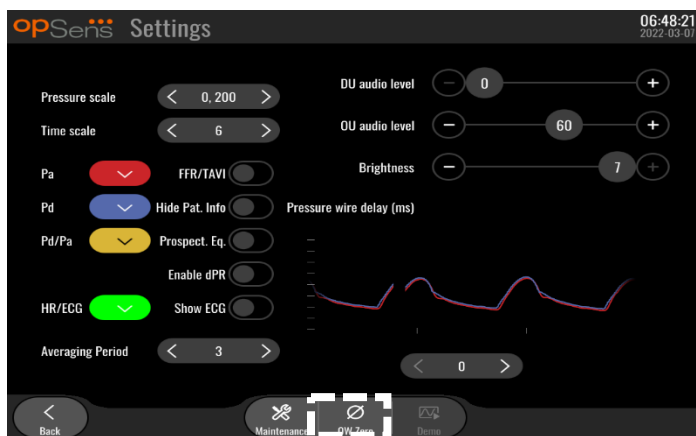 opSens Settings
06:48:21
2022-03-07
Pressure scale < 0, 200 >
Time scale < 6 >
Pa
FFR/TAVI
Pd
Hide Pat. Info
Pd/Pa
Prospect. Eq.
Enable dPR
HR/ECG
Show ECG
Averaging Period < 3 >
DU audio level − 0 +
OU audio level − 60 +
Brightness − 7 +
Pressure wire delay (ms)
< 0 >
Back
Maintenance
OW Zero
Demo